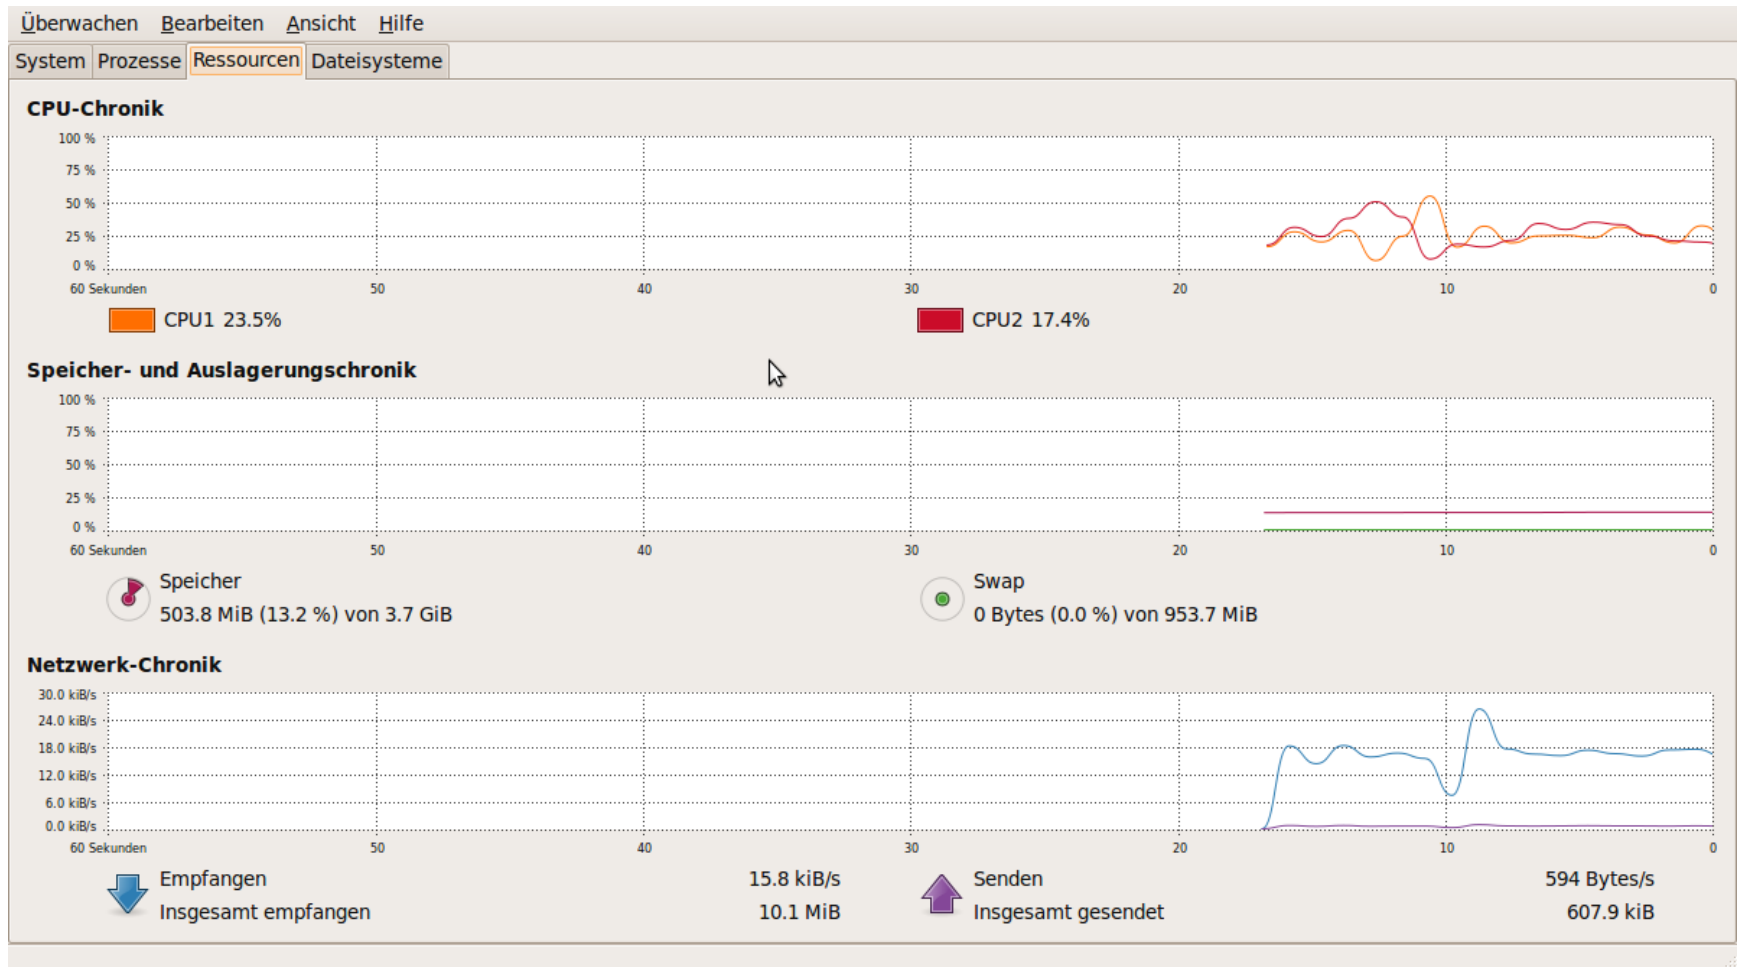 Überwachen Bearbeiten Ansicht Hilfe
System Prozesse Ressourcen Dateisysteme
CPU-Chronik
100 %
75 %
50 %
25 %
0 %
60 Sekunden 50 40 30 20 10 0
CPU1 23.5% CPU2 17.4%
Speicher- und Auslagerungschronik
100 %
75 %
50 %
25 %
0 %
60 Sekunden 50 40 30 20 10 0
Speicher Swap
503.8 MiB (13.2 %) von 3.7 GiB 0 Bytes (0.0 %) von 953.7 MiB
Netzwerk-Chronik
30.0 kiB/s
24.0 kiB/s
18.0 kiB/s
12.0 kiB/s
6.0 kiB/s
0.0 kiB/s
60 Sekunden 50 40 30 20 10 0
Empfangen 15.8 kiB/s Senden 594 Bytes/s
Insgesamt empfangen 10.1 MiB Insgesamt gesendet 607.9 kiB